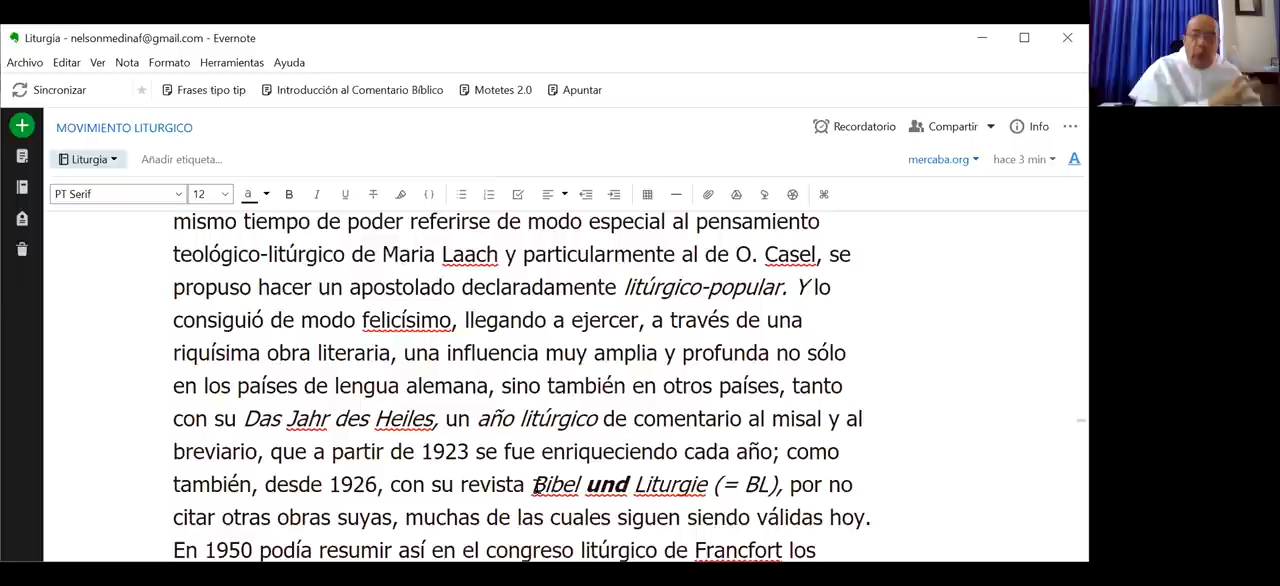 Liturgia - nelsonmedinaf@gmail.com - Evernote
Archivo Editar Ver Nota Formato Herramientas Ayuda
Sincronizar Frases tipo tip Introducción al Comentario Bíblico Motetes 2.0 Apuntar
MOVIMIENTO LITURGICO Recordatorio Compartir Info
Liturgia Añadir etiqueta... mercaba.org hace 3 min A
PT Serif 12 a B I U T
mismo tiempo de poder referirse de modo especial al pensamiento
teológico-litúrgico de Maria Laach y particularmente al de O. Casel, se
propuso hacer un apostolado declaradamente litúrgico-popular. Y lo
consiguió de modo felicísimo, llegando a ejercer, a través de una
riquísima obra literaria, una influencia muy amplia y profunda no sólo
en los países de lengua alemana, sino también en otros países, tanto
con su Das Jahr des Heiles, un año litúrgico de comentario al misal y al
breviario, que a partir de 1923 se fue enriqueciendo cada año; como
también, desde 1926, con su revista Bibel und Liturgie (= BL), por no
citar otras obras suyas, muchas de las cuales siguen siendo válidas hoy.
En 1950 podía resumir así en el congreso litúrgico de Francfort los